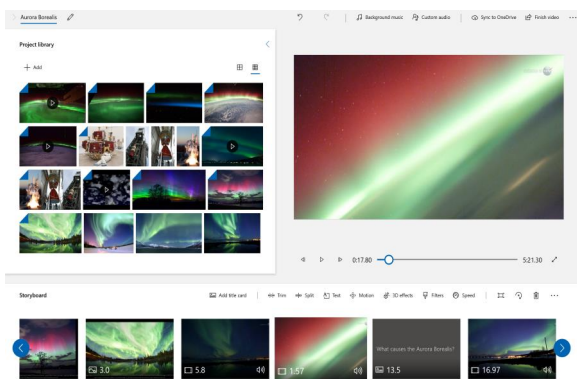 Aurora Borealis
Background music
Custom audio
Sync to OneDrive
Finish video
Project library
Add
0:17.80
5:21.30
Storyboard
Add title card
Trim
Split
Text
Motion
3D effects
Filters
Speed
3.0
5.8
1.57
What causes the Aurora Borealis?
13.5
16.97